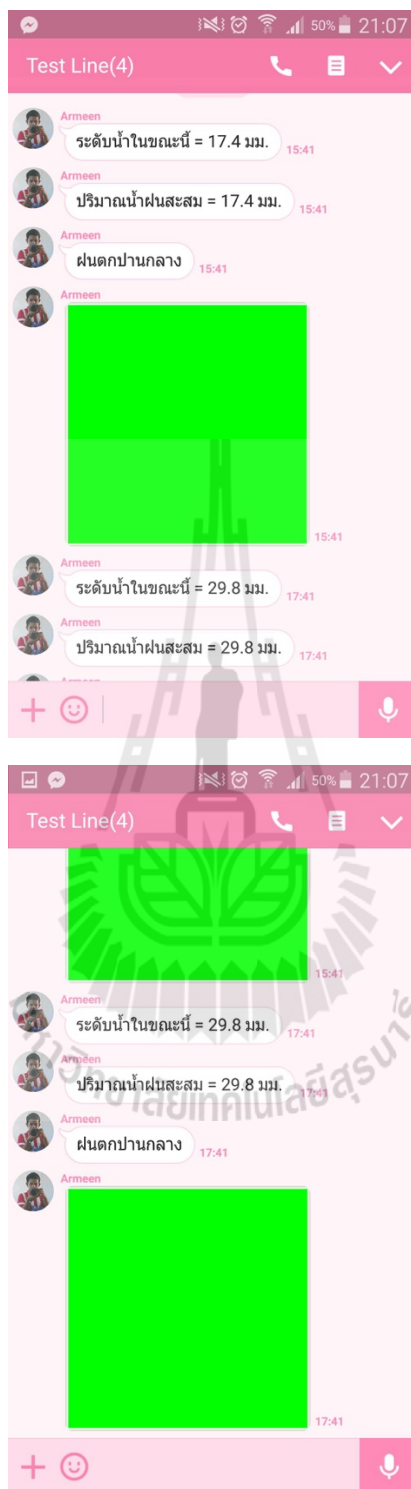 50% 21:07
Test Line(4)
Armeen
ระดับน้ำในขณะนี้ = 17.4 มม.
15:41
Armeen
ปริมาณน้ำฝนสะสม = 17.4 มม.
15:41
Armeen
ฝนตกปานกลาง
15:41
Armeen
15:41
Armeen
ระดับน้ำในขณะนี้ = 29.8 มม.
17:41
Armeen
ปริมาณน้ำฝนสะสม = 29.8 มม.
17:41
50% 21:07
Test Line(4)
15:41
Armeen
ระดับน้ำในขณะนี้ = 29.8 มม.
17:41
Armeen
ปริมาณน้ำฝนสะสม = 29.8 มม.
17:41
Armeen
ฝนตกปานกลาง
17:41
Armeen
17:41